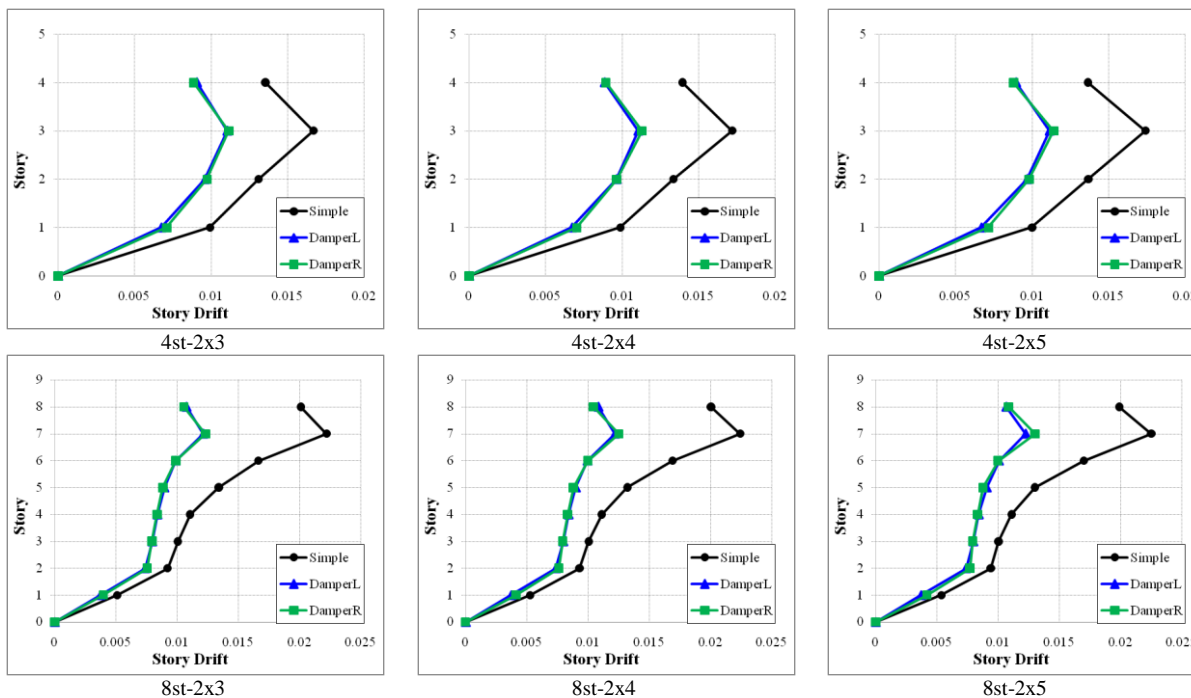 5
4
3
2
1
0
Story
0 0.005 0.01 0.015 0.02
Story Drift
Simple
DamperL
DamperR
4st-2x3
5
4
3
2
1
0
Story
0 0.005 0.01 0.015 0.02
Story Drift
Simple
DamperL
DamperR
4st-2x4
5
4
3
2
1
0
Story
0 0.005 0.01 0.015 0.02
Story Drift
Simple
DamperL
DamperR
4st-2x5
9
8
7
6
5
4
3
2
1
0
Story
0 0.005 0.01 0.015 0.02 0.025
Story Drift
Simple
DamperL
DamperR
8st-2x3
9
8
7
6
5
4
3
2
1
0
Story
0 0.005 0.01 0.015 0.02 0.025
Story Drift
Simple
DamperL
DamperR
8st-2x4
9
8
7
6
5
4
3
2
1
0
Story
0 0.005 0.01 0.015 0.02 0.025
Story Drift
Simple
DamperL
DamperR
8st-2x5